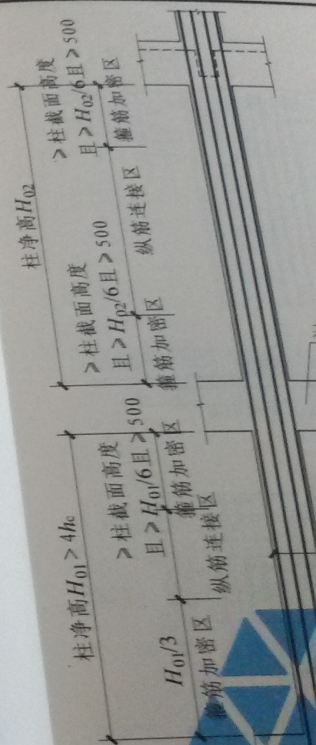 柱净高H02
≥柱截面高度
且≥H02/6且≥500
箍筋加密区
纵筋连接区
≥柱截面高度
且≥H02/6且≥500
箍筋加密区
柱净高H01>4hc
≥柱截面高度
且≥H01/6且≥500
箍筋加密区
纵筋连接区
H01/3
箍筋加密区